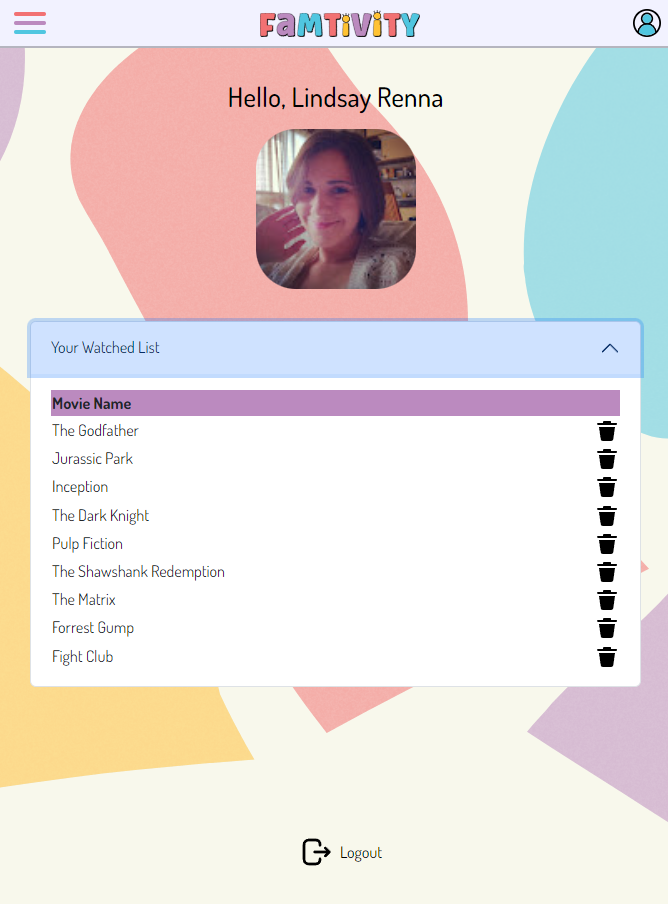 FAMTiViTY
Hello, Lindsay Renna
Your Watched List
Movie Name
The Godfather
Jurassic Park
Inception
The Dark Knight
Pulp Fiction
The Shawshank Redemption
The Matrix
Forrest Gump
Fight Club
Logout